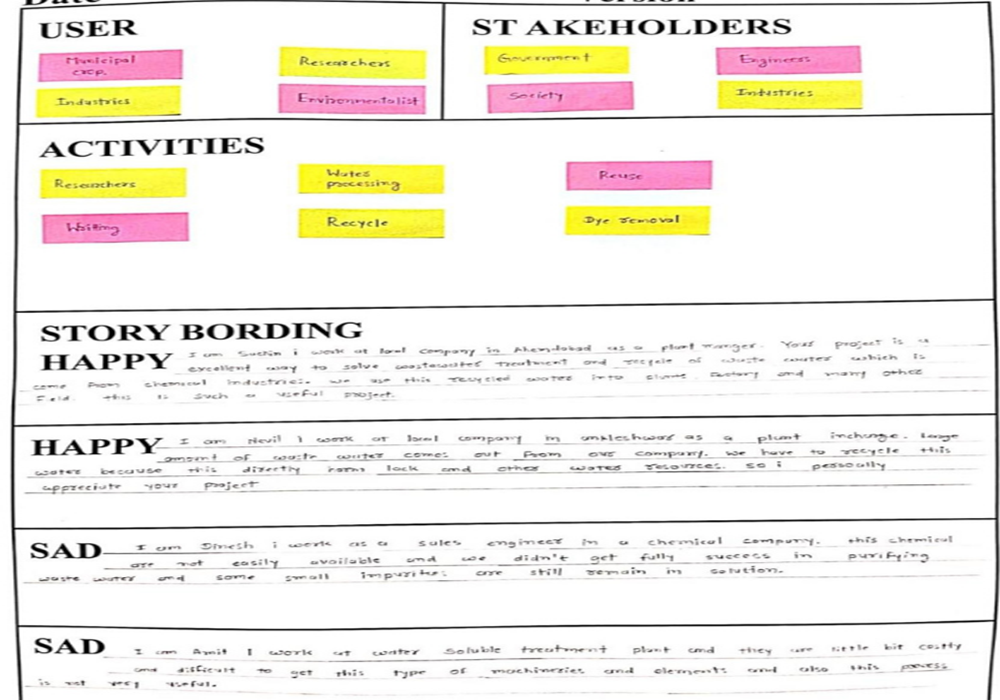 Date Version
USER
ST AKEHOLDERS
Municipal
crop.
Researchers
Industries
Environmentalist
Government
Engineers
Society
Industries
ACTIVITIES
Researchers
Water
processing
Reuse
Waiting
Recycle
Dye removal
STORY BORDING
HAPPY I am Sachin i work at local company in Ahemdabad as a plant manger. Your project is a
excellent way to solve wastewater treatment and recycle of waste water which is
come from chemical industries. we use this recycled water into factory and many other
Field. this is such a useful project.
HAPPY I am Nevil I work at local company in ankleshwar as a plant incharge. large
amount of waste water comes out from our company. we have to recycle this
water because this directly harms lack and other water resources. so i personally
appreciate your project
SAD I am Dinesh i work as a sales engineer in a chemical company. this chemical
are not easily available and we didn't get fully success in purifying
waste water and some small impurites are still remain in solution.
SAD I am Amit I work at water Soluble treatment plant and they are little bit costly
and difficult to get this type of machineries and elements and also this process
is not very useful.